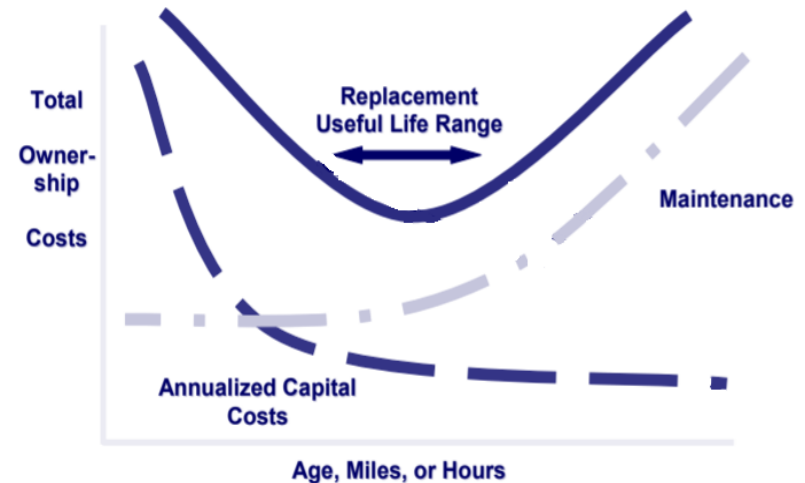 Total
Owner-
ship
Costs
Replacement
Useful Life Range
Maintenance
Annualized Capital
Costs
Age, Miles, or Hours